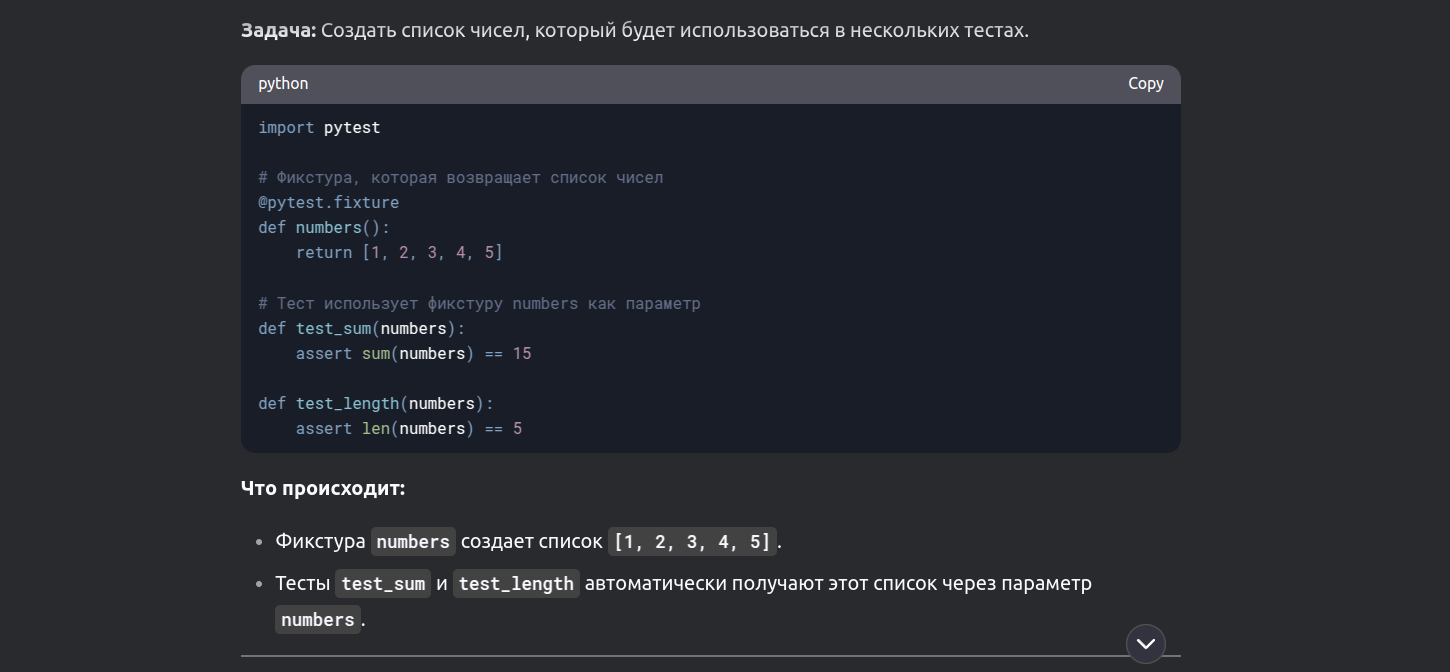 Задача: Создать список чисел, который будет использоваться в нескольких тестах.
python Copy
import pytest
# Фикстура, которая возвращает список чисел
@pytest.fixture
def numbers():
    return [1, 2, 3, 4, 5]
# Тест использует фикстуру numbers как параметр
def test_sum(numbers):
    assert sum(numbers) == 15
def test_length(numbers):
    assert len(numbers) == 5
Что происходит:
• Фикстура numbers создает список [1, 2, 3, 4, 5].
• Тесты test_sum и test_length автоматически получают этот список через параметр
numbers.